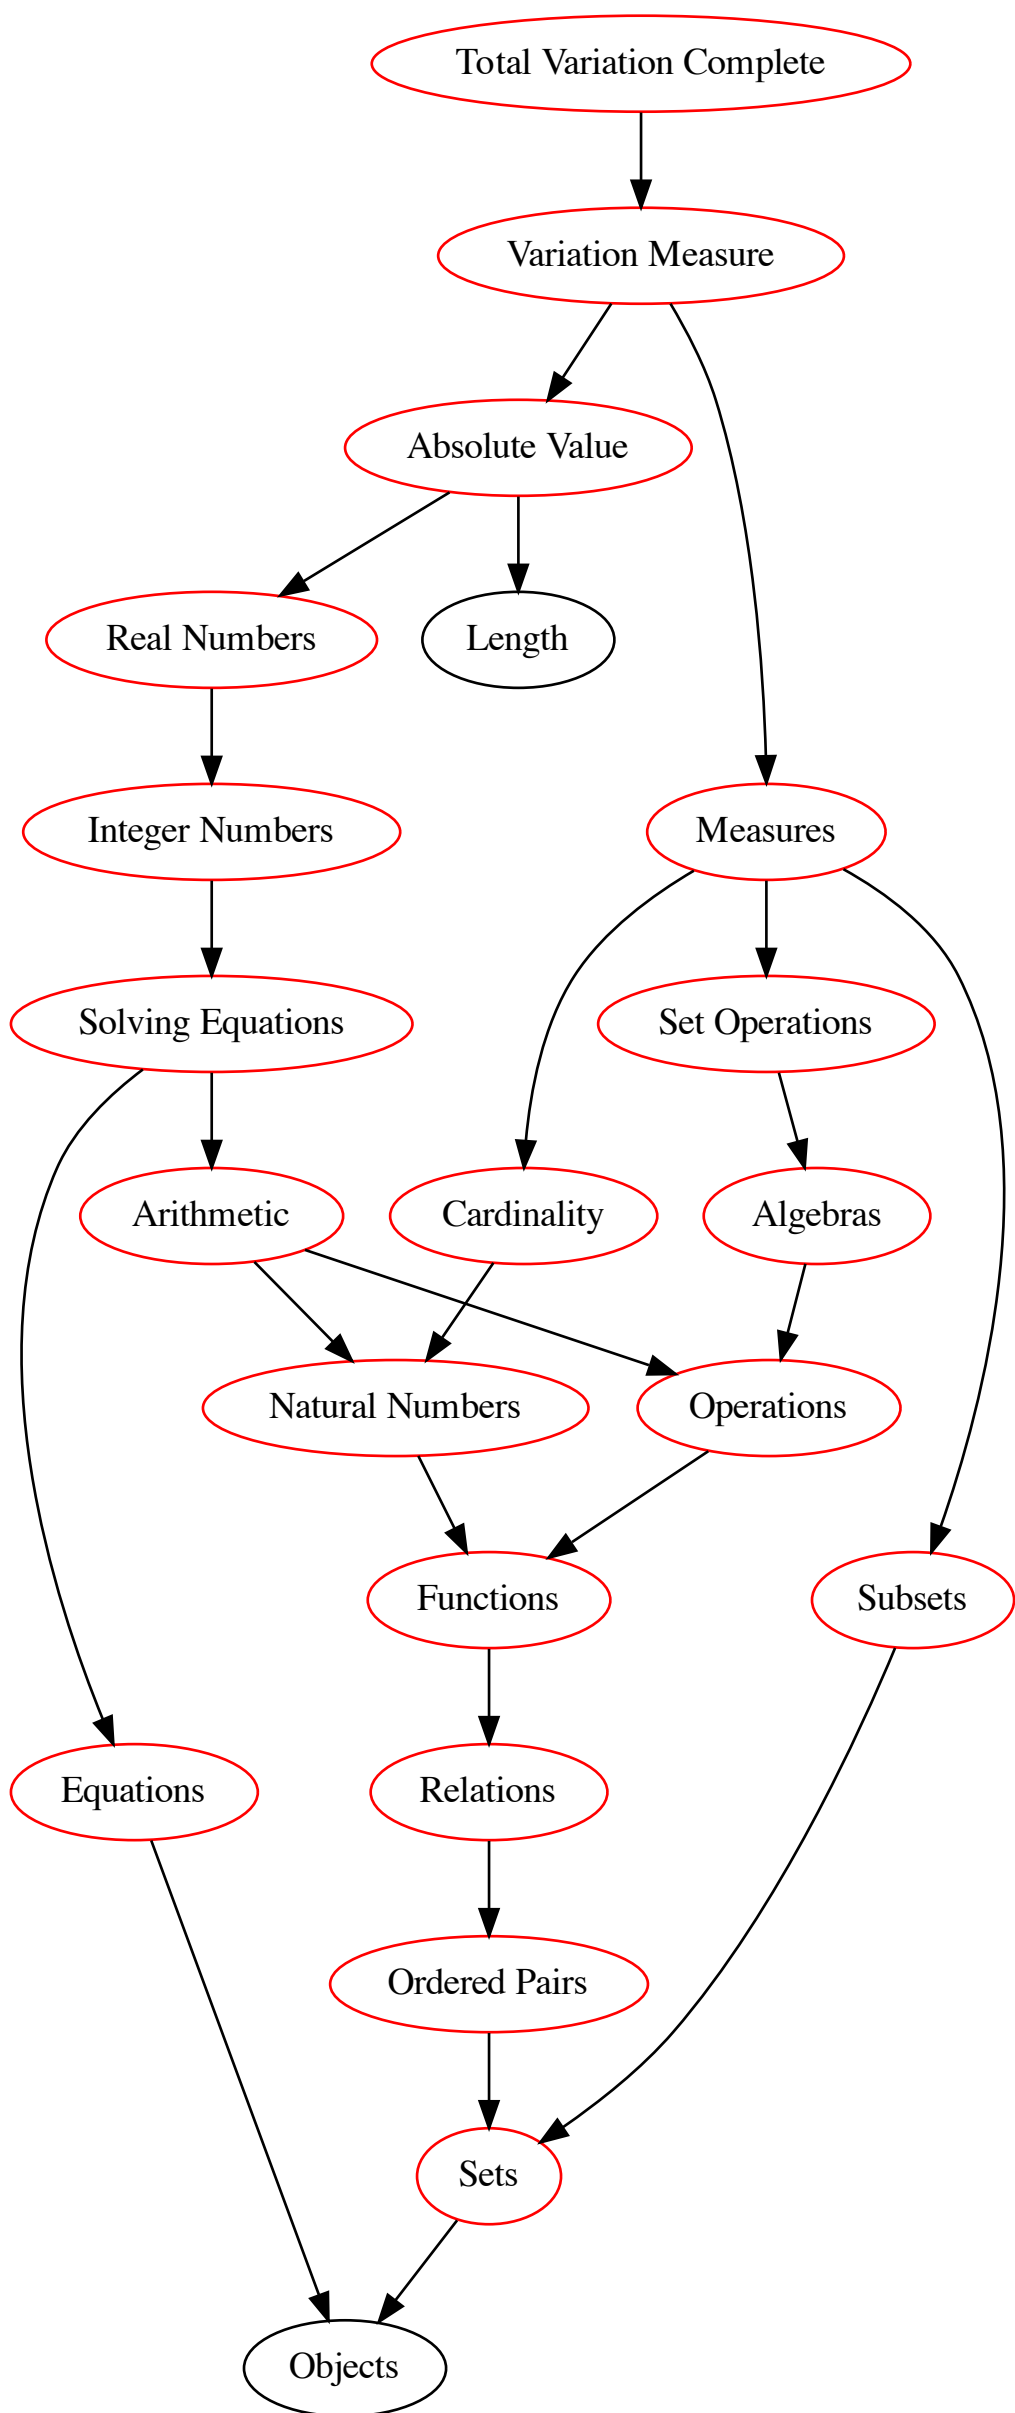 Total Variation Complete
Variation Measure
Absolute Value
Real Numbers
Length
Integer Numbers
Measures
Solving Equations
Set Operations
Arithmetic
Cardinality
Algebras
Natural Numbers
Operations
Functions
Subsets
Equations
Relations
Ordered Pairs
Sets
Objects